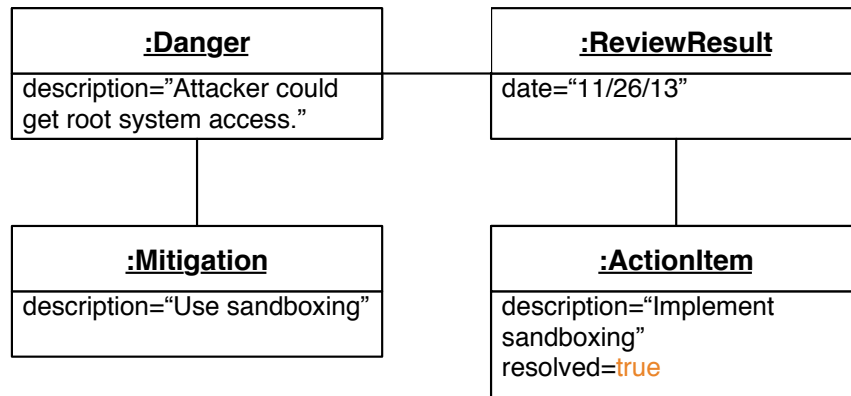 :Danger
description=”Attacker could
get root system access.”
:ReviewResult
date=“11/26/13”
:Mitigation
description=“Use sandboxing”
:ActionItem
description=“Implement
sandboxing”
resolved=true